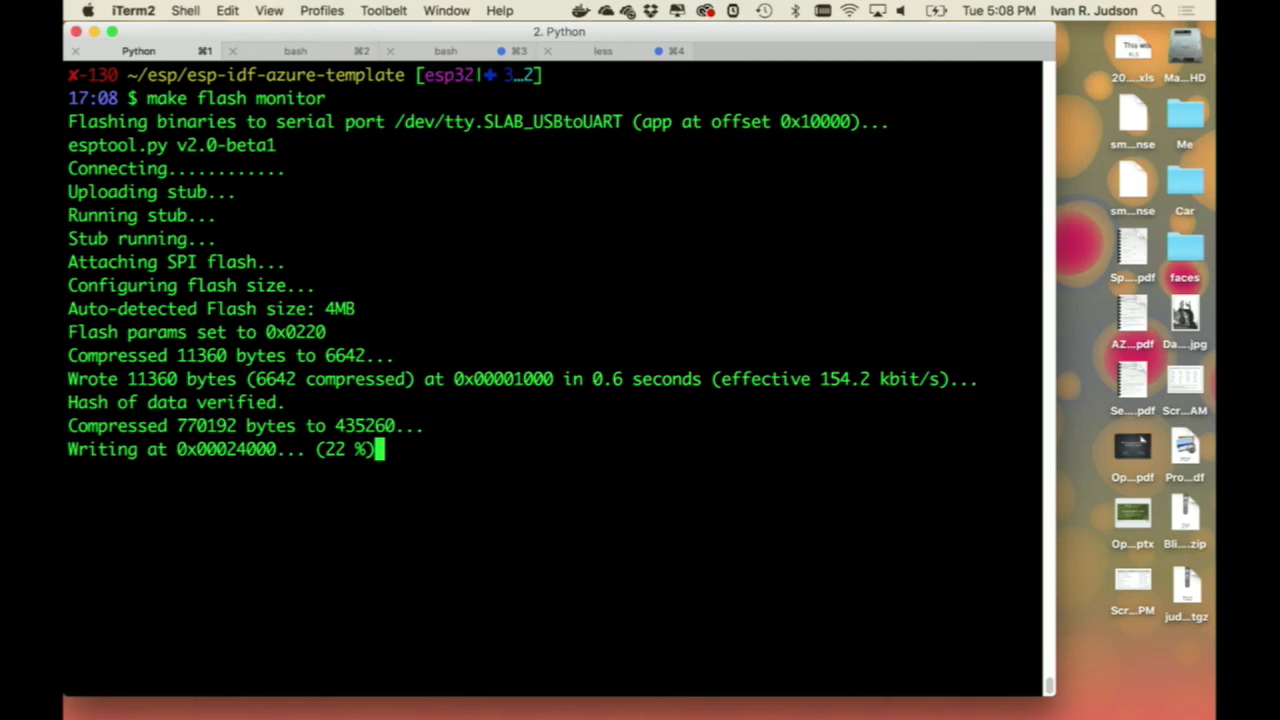 iTerm2 Shell Edit View Profiles Toolbelt Window Help Tue 5:08 PM Ivan R. Judson
2. Python
Python ⌘1 bash ⌘2 bash ⌘3 less ⌘4
✘-130 ~/esp/esp-idf-azure-template [esp32|✚ 3…2]
17:08 $ make flash monitor
Flashing binaries to serial port /dev/tty.SLAB_USBtoUART (app at offset 0x10000)...
esptool.py v2.0-beta1
Connecting............
Uploading stub...
Running stub...
Stub running...
Attaching SPI flash...
Configuring flash size...
Auto-detected Flash size: 4MB
Flash params set to 0x0220
Compressed 11360 bytes to 6642...
Wrote 11360 bytes (6642 compressed) at 0x00001000 in 0.6 seconds (effective 154.2 kbit/s)...
Hash of data verified.
Compressed 770192 bytes to 435260...
Writing at 0x00024000... (22 %)
20....xls Ma...HD
sm...nse Me
sm...nse Car
Sp...pdf faces
AZ...pdf Da....jpg
Se...pdf Scr...AM
Op...pdf Pro...df
Op...ptx Bli....zip
Scr...PM jud...tgz